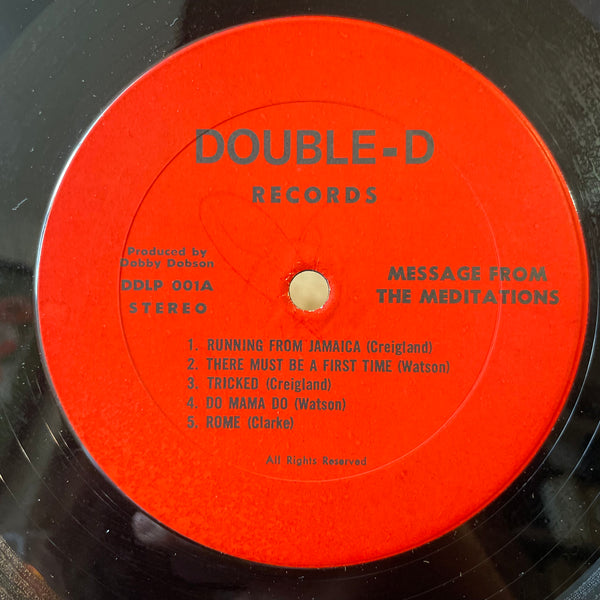 DOUBLE-D
RECORDS
Produced by
Dobby Dobson
DDLP 001A
STEREO
MESSAGE FROM
THE MEDITATIONS
1. RUNNING FROM JAMAICA (Creigland)
2. THERE MUST BE A FIRST TIME (Watson)
3. TRICKED (Creigland)
4. DO MAMA DO (Watson)
5. ROME (Clarke)
All Rights Reserved